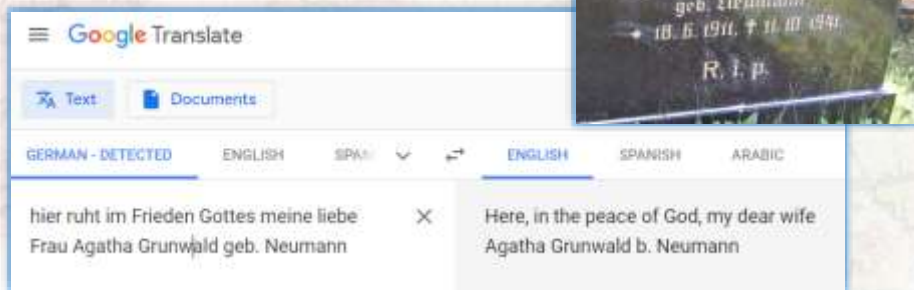 Google Translate
Text
Documents
GERMAN - DETECTED
ENGLISH
SPAN
ENGLISH
SPANISH
ARABIC
hier ruht im Frieden Gottes meine liebe
Frau Agatha Grunwald geb. Neumann
Here, in the peace of God, my dear wife
Agatha Grunwald b. Neumann
geb. Neumann
18. 6. 1911. † 11. 10. 1941.
R. i. p.